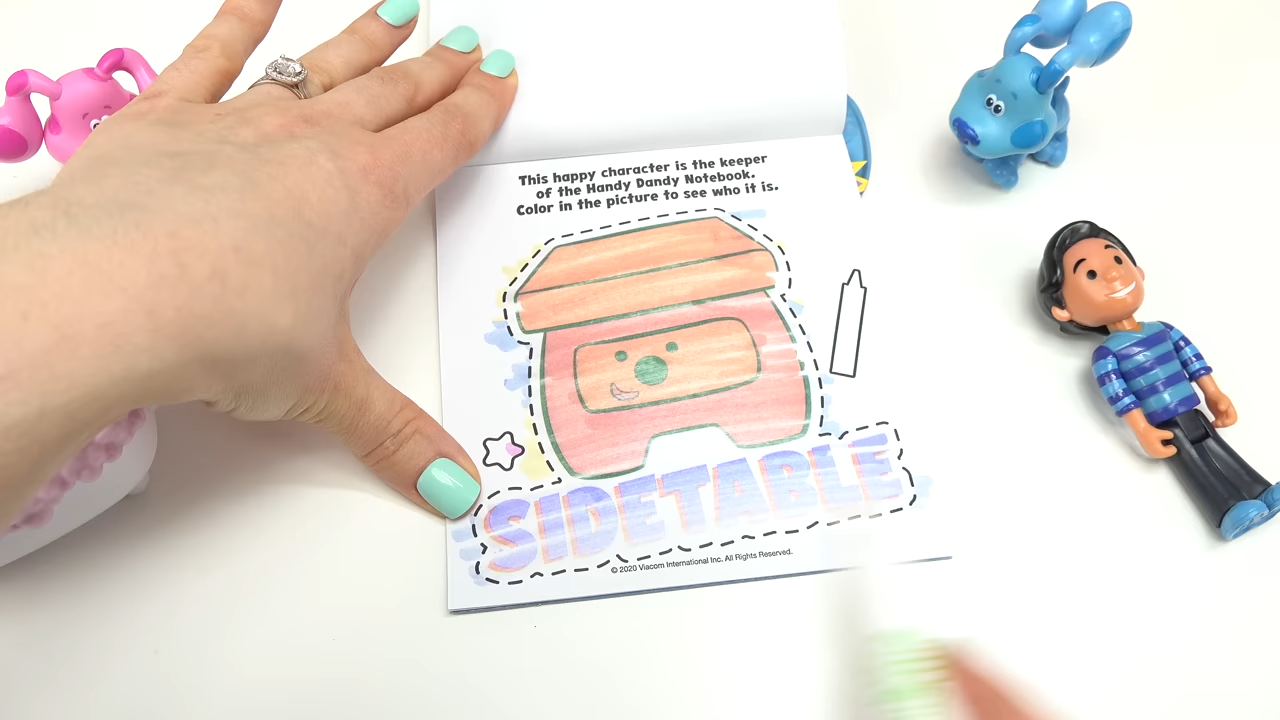 This happy character is the keeper
of the Handy Dandy Notebook.
Color in the picture to see who it is.
SIDETABLE
© 2020 Viacom International Inc. All Rights Reserved.